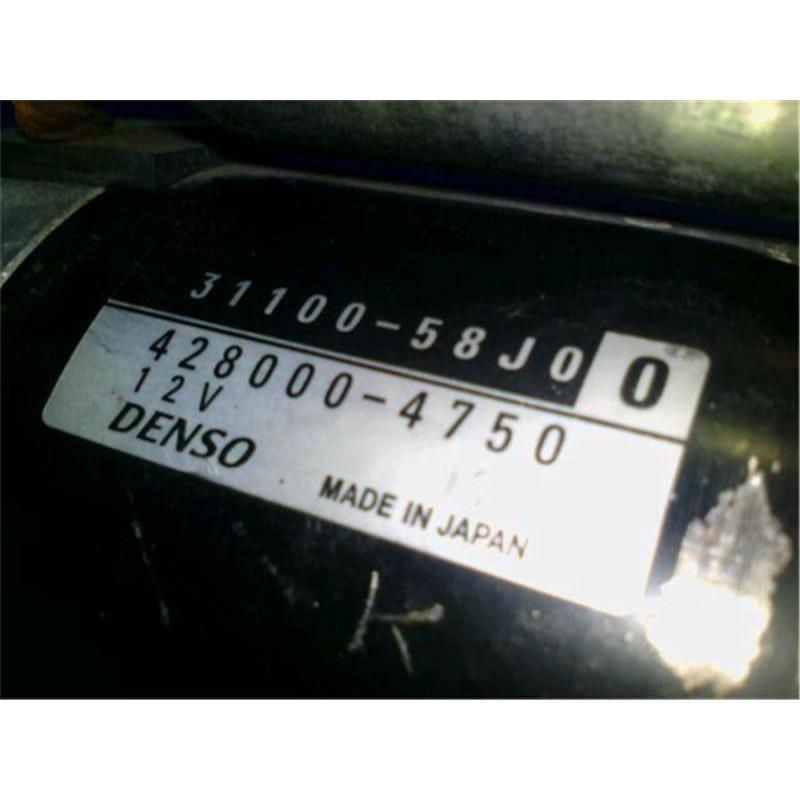 31100-58J00
428000-4750
12V
DENSO
MADE IN JAPAN